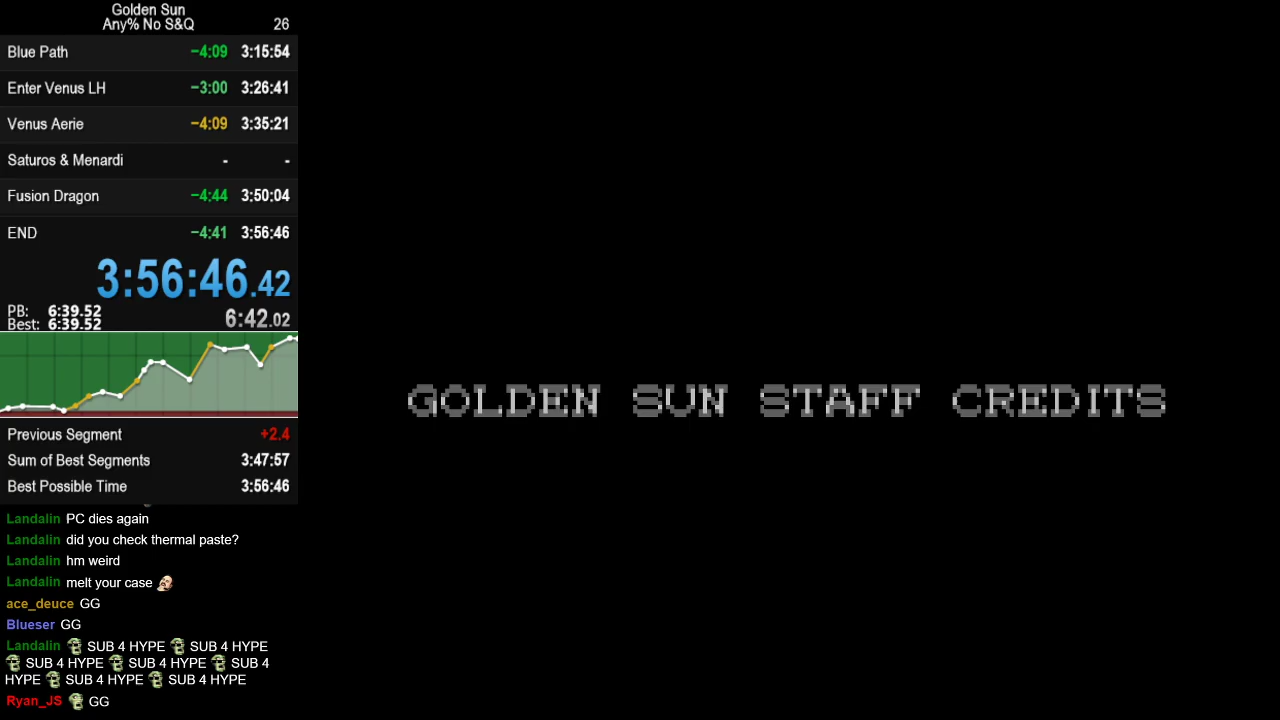 Golden Sun
Any% No S&Q 26
Blue Path −4:09 3:15:54
Enter Venus LH −3:00 3:26:41
Venus Aerie −4:09 3:35:21
Saturos & Menardi - -
Fusion Dragon −4:44 3:50:04
END −4:41 3:56:46
3:56:46.42
PB: 6:39.52
Best: 6:39.52
6:42.02
Previous Segment +2.4
Sum of Best Segments 3:47:57
Best Possible Time 3:56:46
Landalin PC dies again
Landalin did you check thermal paste?
Landalin hm weird
Landalin melt your case
ace_deuce GG
Blueser GG
Landalin SUB 4 HYPE SUB 4 HYPE
SUB 4 HYPE SUB 4 HYPE SUB 4
HYPE SUB 4 HYPE SUB 4 HYPE
Ryan_JS GG
GOLDEN SUN STAFF CREDITS